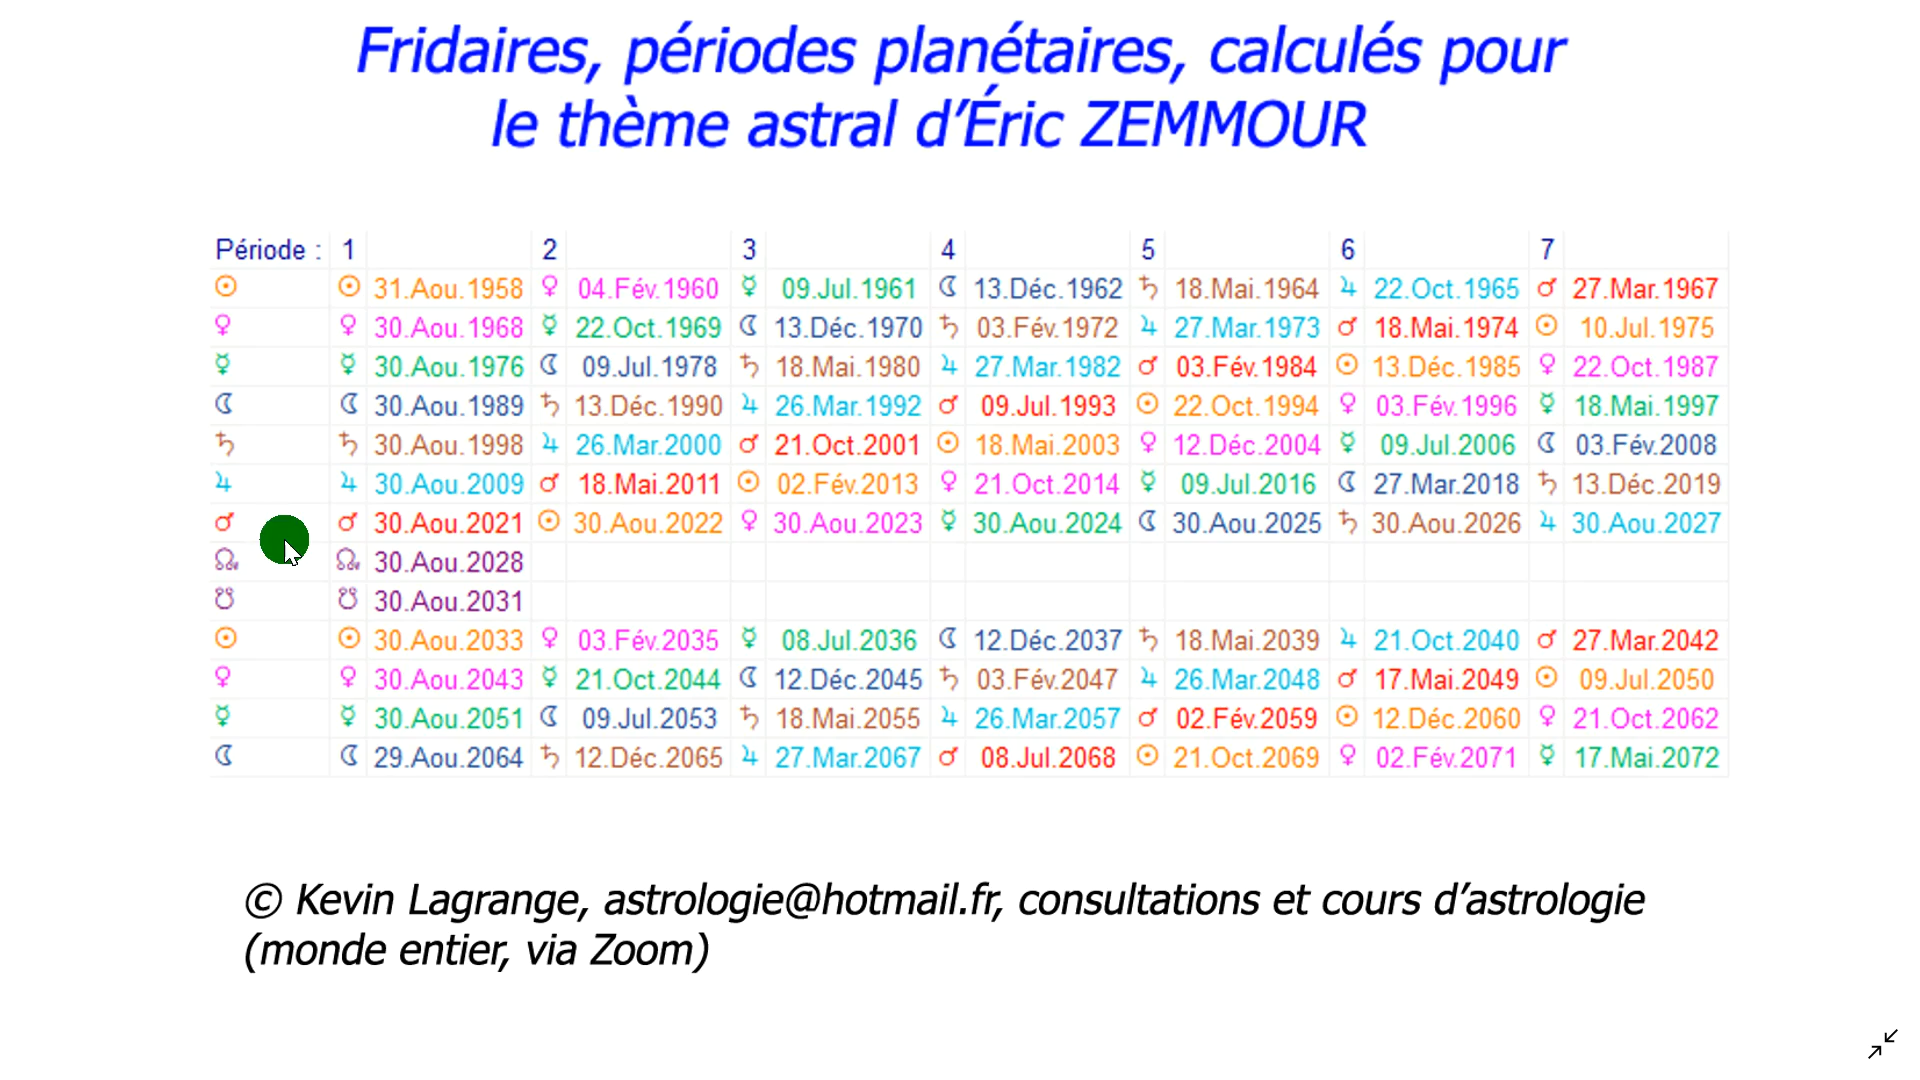 Fridaires, périodes planétaires, calculés pour
le thème astral d’Éric ZEMMOUR
Période : 1 2 3 4 5 6 7
☉ ☉ 31.Aou.1958 ♀ 04.Fév.1960 ☿ 09.Jul.1961 ☾ 13.Déc.1962 ♄ 18.Mai.1964 ♃ 22.Oct.1965 ♂ 27.Mar.1967
♀ ♀ 30.Aou.1968 ☿ 22.Oct.1969 ☾ 13.Déc.1970 ♄ 03.Fév.1972 ♃ 27.Mar.1973 ♂ 18.Mai.1974 ☉ 10.Jul.1975
☿ ☿ 30.Aou.1976 ☾ 09.Jul.1978 ♄ 18.Mai.1980 ♃ 27.Mar.1982 ♂ 03.Fév.1984 ☉ 13.Déc.1985 ♀ 22.Oct.1987
☾ ☾ 30.Aou.1989 ♄ 13.Déc.1990 ♃ 26.Mar.1992 ♂ 09.Jul.1993 ☉ 22.Oct.1994 ♀ 03.Fév.1996 ☿ 18.Mai.1997
♄ ♄ 30.Aou.1998 ♃ 26.Mar.2000 ♂ 21.Oct.2001 ☉ 18.Mai.2003 ♀ 12.Déc.2004 ☿ 09.Jul.2006 ☾ 03.Fév.2008
♃ ♃ 30.Aou.2009 ♂ 18.Mai.2011 ☉ 02.Fév.2013 ♀ 21.Oct.2014 ☿ 09.Jul.2016 ☾ 27.Mar.2018 ♄ 13.Déc.2019
♂ ♂ 30.Aou.2021 ☉ 30.Aou.2022 ♀ 30.Aou.2023 ☿ 30.Aou.2024 ☾ 30.Aou.2025 ♄ 30.Aou.2026 ♃ 30.Aou.2027
☊ ☊ 30.Aou.2028
☋ ☋ 30.Aou.2031
☉ ☉ 30.Aou.2033 ♀ 03.Fév.2035 ☿ 08.Jul.2036 ☾ 12.Déc.2037 ♄ 18.Mai.2039 ♃ 21.Oct.2040 ♂ 27.Mar.2042
♀ ♀ 30.Aou.2043 ☿ 21.Oct.2044 ☾ 12.Déc.2045 ♄ 03.Fév.2047 ♃ 26.Mar.2048 ♂ 17.Mai.2049 ☉ 09.Jul.2050
☿ ☿ 30.Aou.2051 ☾ 09.Jul.2053 ♄ 18.Mai.2055 ♃ 26.Mar.2057 ♂ 02.Fév.2059 ☉ 12.Déc.2060 ♀ 21.Oct.2062
☾ ☾ 29.Aou.2064 ♄ 12.Déc.2065 ♃ 27.Mar.2067 ♂ 08.Jul.2068 ☉ 21.Oct.2069 ♀ 02.Fév.2071 ☿ 17.Mai.2072
© Kevin Lagrange, astrologie@hotmail.fr, consultations et cours d’astrologie
(monde entier, via Zoom)